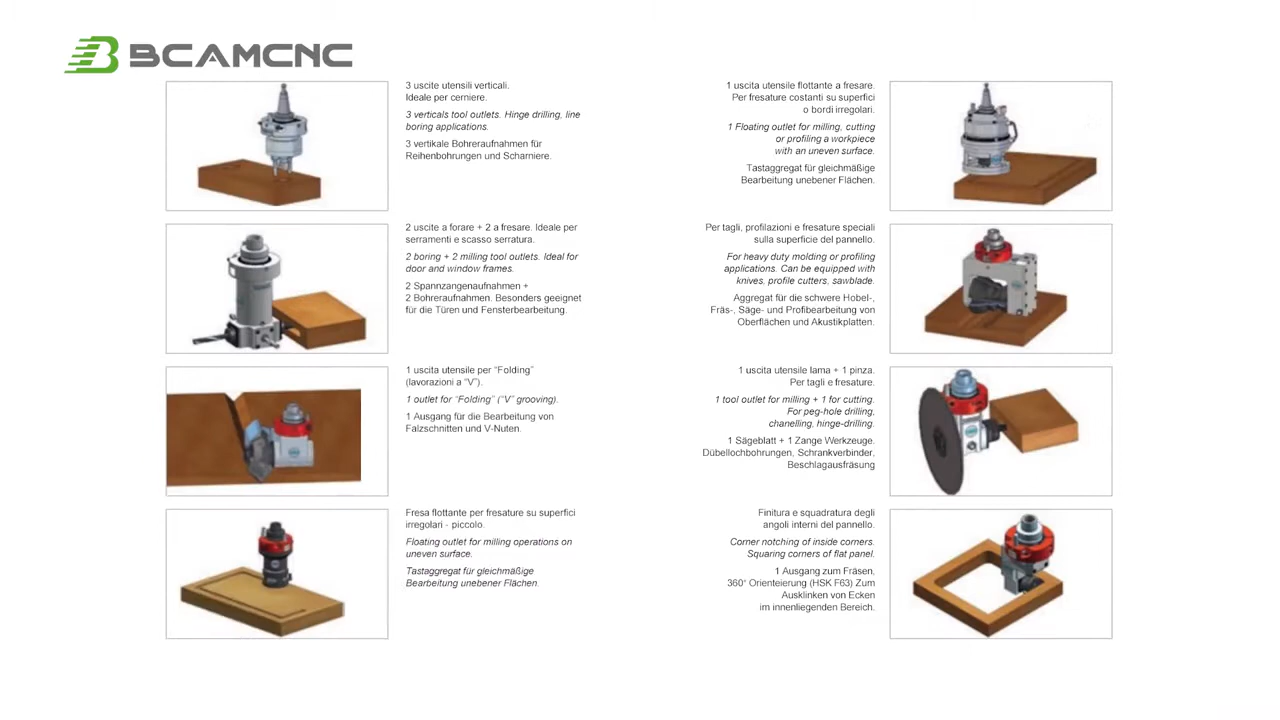 BCAMCNC
3 uscite utensili verticali.
Ideale per cerniere.
3 verticals tool outlets. Hinge drilling, line
boring applications.
3 vertikale Bohreraufnahmen für
Reihenbohrungen und Scharniere.
2 uscite a forare + 2 a fresare. Ideale per
serramenti e scasso serratura.
2 boring + 2 milling tool outlets. Ideal for
door and window frames.
2 Spannzangenaufnahmen +
2 Bohreraufnahmen. Besonders geeignet
für die Türen und Fensterbearbeitung.
1 uscita utensile per “Folding”
(lavorazioni a “V”).
1 outlet for “Folding” (“V” grooving).
1 Ausgang für die Bearbeitung von
Falzschnitten und V-Nuten.
Fresa flottante per fresature su superfici
irregolari - piccolo.
Floating outlet for milling operations on
uneven surface.
Tastaggregat für gleichmäßige
Bearbeitung unebener Flächen.
1 uscita utensile flottante a fresare.
Per fresature costanti su superfici
o bordi irregolari.
1 Floating outlet for milling, cutting
or profiling a workpiece
with an uneven surface.
Tastaggregat für gleichmäßige
Bearbeitung unebener Flächen.
Per tagli, profilazioni e fresature speciali
sulla superficie del pannello.
For heavy duty molding or profiling
applications. Can be equipped with
knives, profile cutters, sawblade.
Aggregat für die schwere Hobel-,
Fräs-, Säge- und Profibearbeitung von
Oberflächen und Akustikplatten.
1 uscita utensile lama + 1 pinza.
Per tagli e fresature.
1 tool outlet for milling + 1 for cutting.
For peg-hole drilling,
chanelling, hinge-drilling.
1 Sägeblatt + 1 Zange Werkzeuge.
Dübellochbohrungen, Schrankverbinder,
Beschlagausfräsung
Finitura e squadratura degli
angoli interni del pannello.
Corner notching of inside corners.
Squaring corners of flat panel.
1 Ausgang zum Fräsen,
360° Orienteierung (HSK F63) Zum
Ausklinken von Ecken
im innenliegenden Bereich.